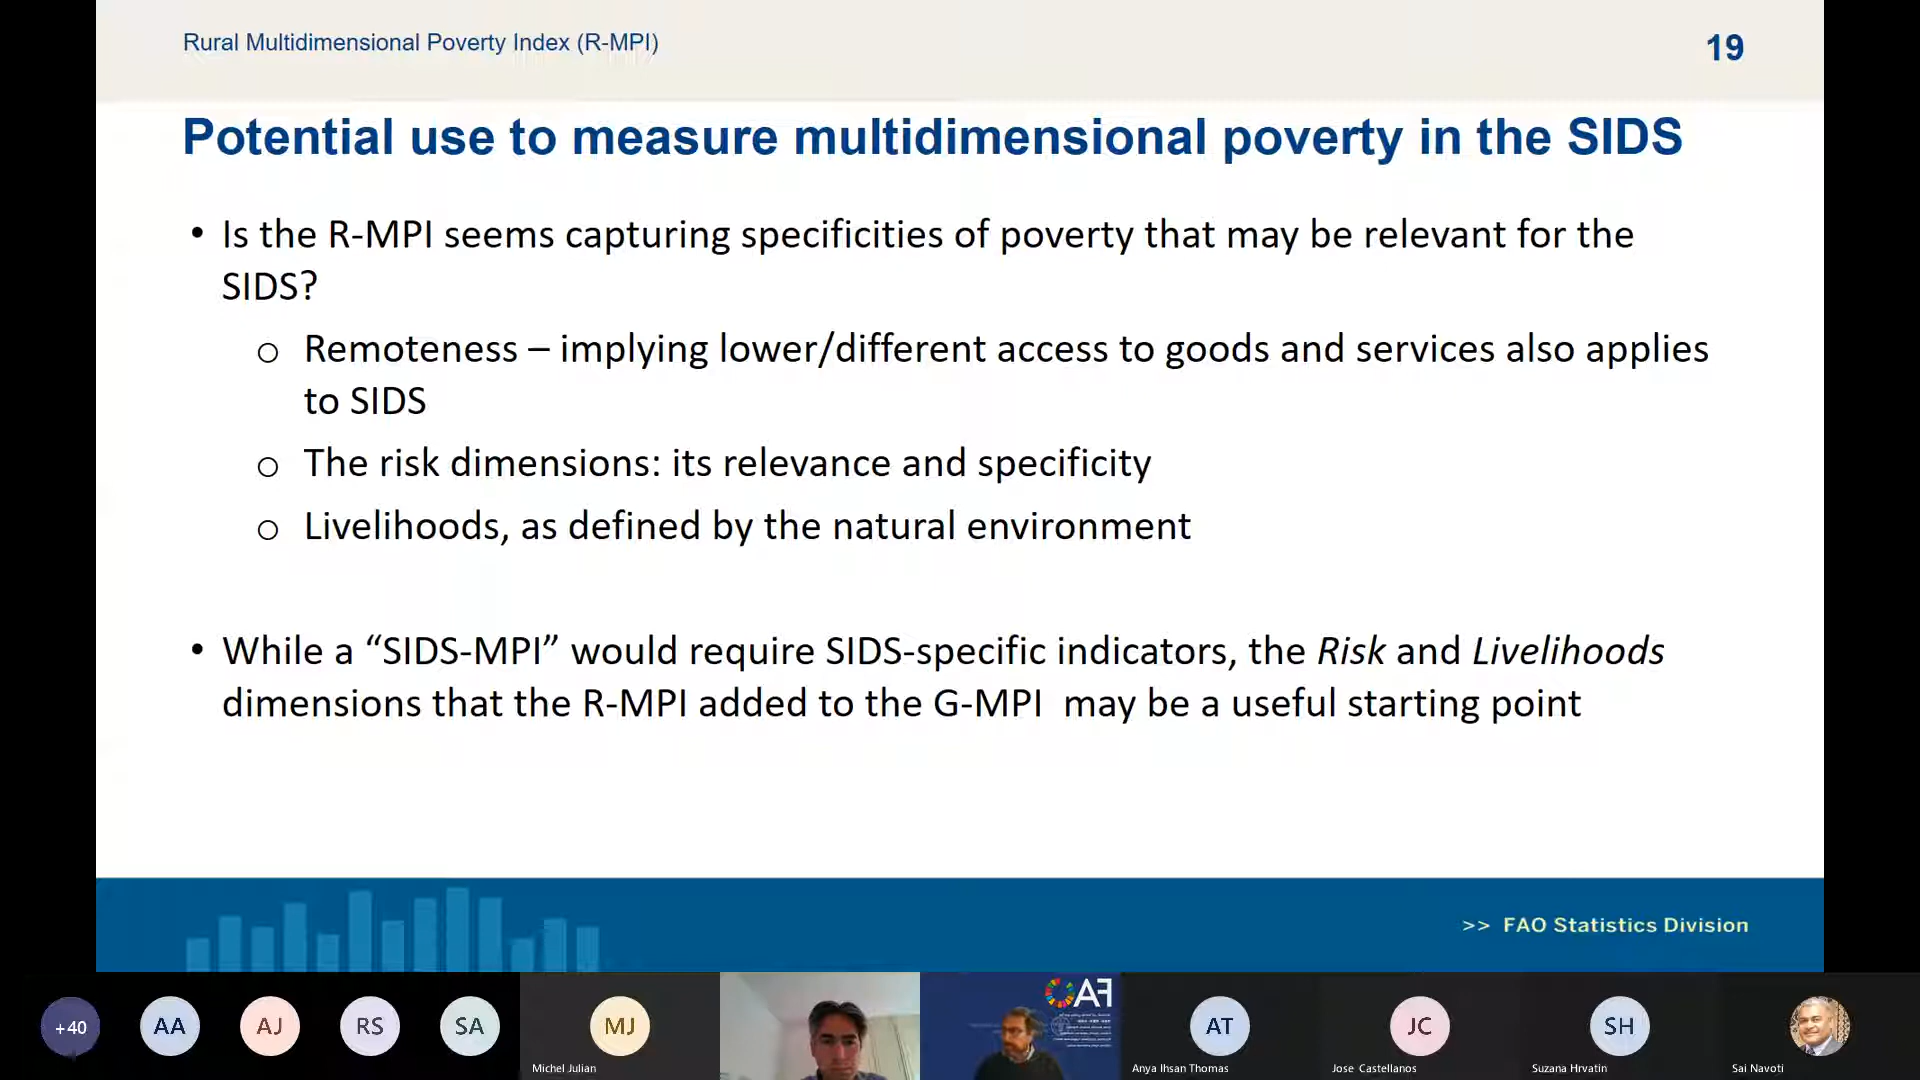 Rural Multidimensional Poverty Index (R-MPI)
19
Potential use to measure multidimensional poverty in the SIDS
• Is the R-MPI seems capturing specificities of poverty that may be relevant for the
SIDS?
o Remoteness – implying lower/different access to goods and services also applies
to SIDS
o The risk dimensions: its relevance and specificity
o Livelihoods, as defined by the natural environment
• While a “SIDS-MPI” would require SIDS-specific indicators, the Risk and Livelihoods
dimensions that the R-MPI added to the G-MPI may be a useful starting point
>> FAO Statistics Division
+40
AA
AJ
RS
SA
MJ
Michel Julian
FAO
AT
Anya Ihsan Thomas
JC
Jose Castellanos
SH
Suzana Hrvatin
Sai Navoti